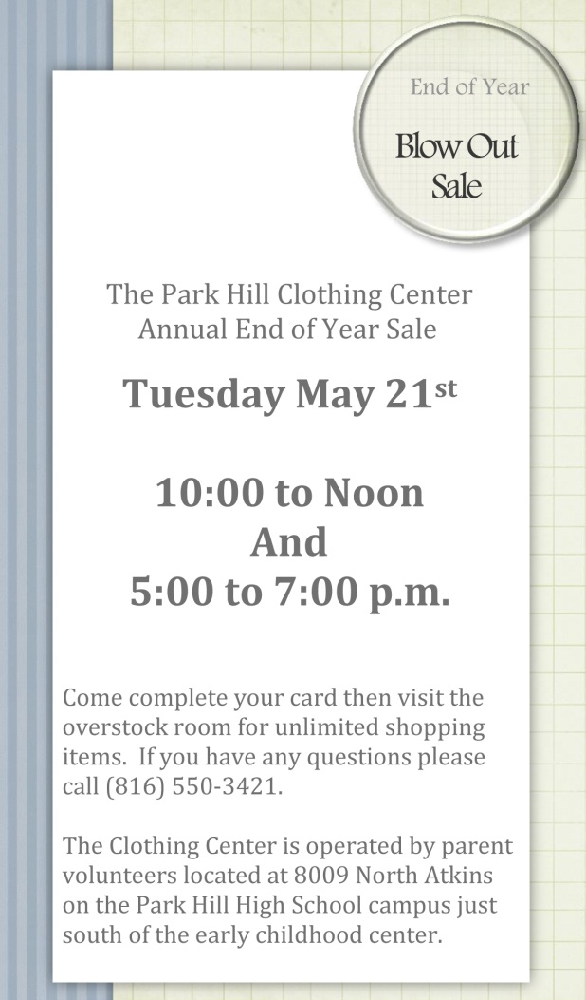 End of Year
Blow Out
Sale
The Park Hill Clothing Center
Annual End of Year Sale
Tuesday May 21st
10:00 to Noon
And
5:00 to 7:00 p.m.
Come complete your card then visit the
overstock room for unlimited shopping
items.  If you have any questions please
call (816) 550-3421.
The Clothing Center is operated by parent
volunteers located at 8009 North Atkins
on the Park Hill High School campus just
south of the early childhood center.